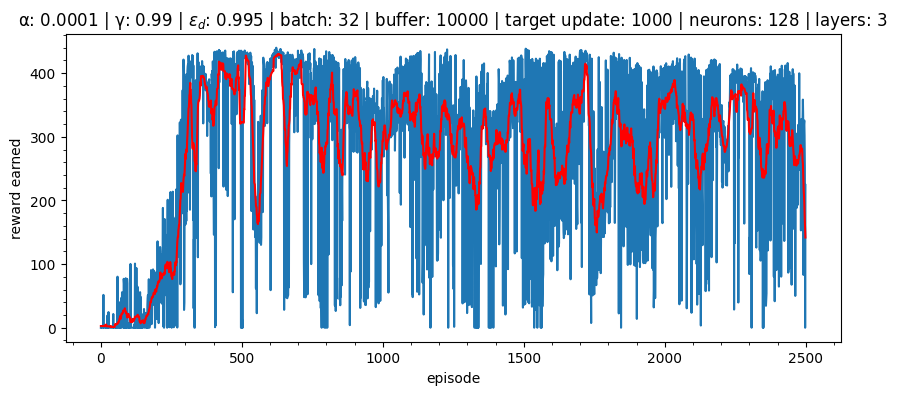 α: 0.0001 | γ: 0.99 | ε_d: 0.995 | batch: 32 | buffer: 10000 | target update: 1000 | neurons: 128 | layers: 3
400
300
200
100
0
reward earned
0 500 1000 1500 2000 2500
episode